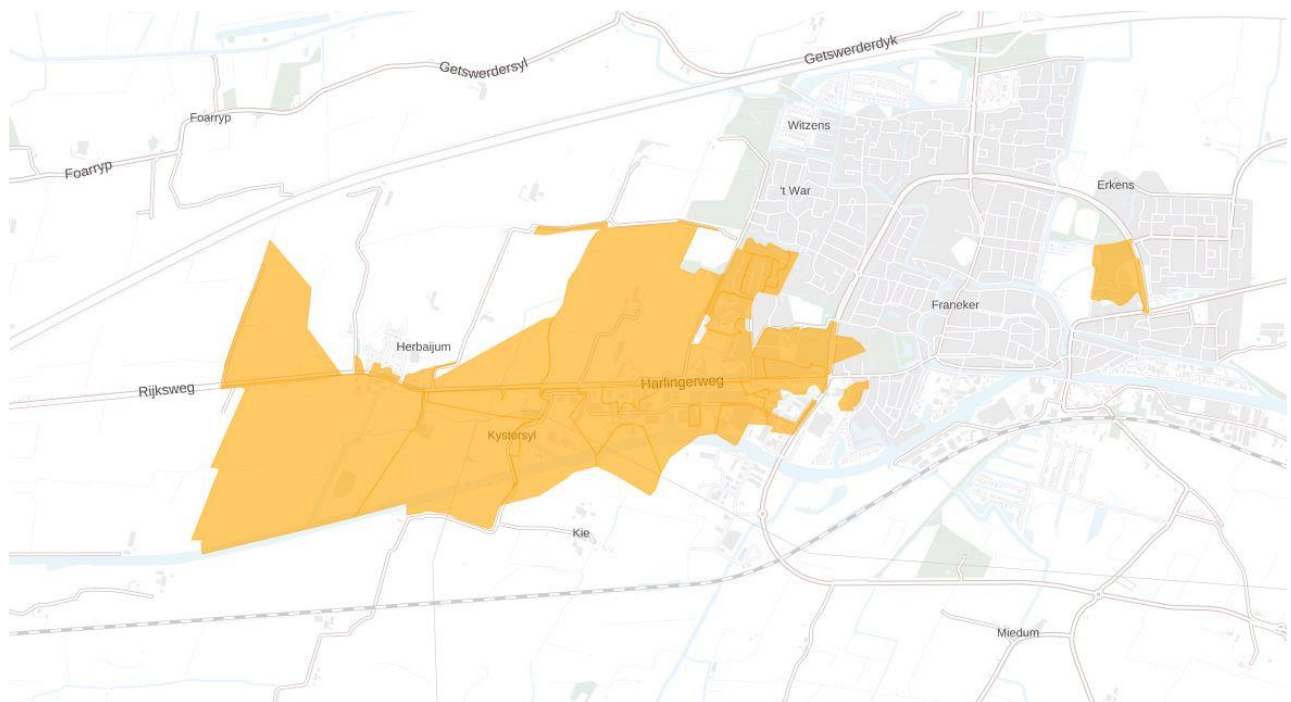 Getswerderdyk
Getswerdersyl
Foarryp
Witzens
Foarryp
't War
Erkens
Franeker
Herbaijum
Rijksweg
Harlingerweg
Kystersyl
Kie
Miedum